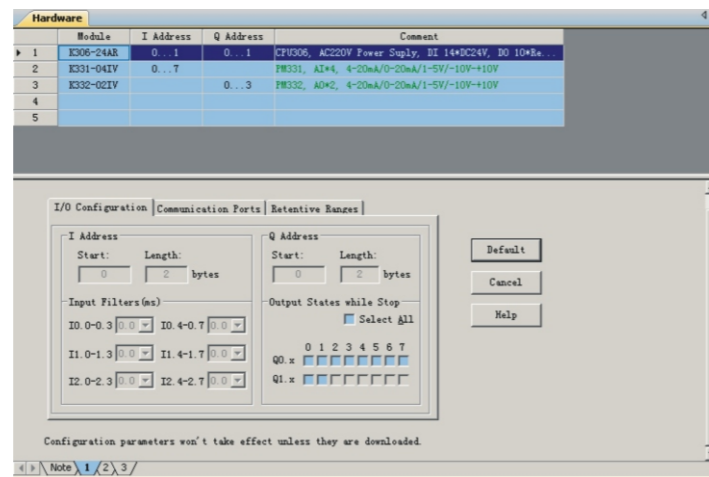 Hardware
Module I Address Q Address Comment
1 K306-24AR 0...1 0...1 CPU306, AC220V Power Suply, DI 14*DC24V, DO 10*Re...
2 K331-04IV 0...7 PM331, AI*4, 4-20mA/0-20mA/1-5V/-10V-+10V
3 K332-02IV 0...3 PM332, AO*2, 4-20mA/0-20mA/1-5V/-10V-+10V
4
5
I/O Configuration Communication Ports Retentive Ranges
I Address Q Address
Start: Length: Start: Length: Default
0 2 bytes 0 2 bytes
Cancel
Input Filters(ms) Output States while Stop
Select All Help
I0.0-0.3 0.0 I0.4-0.7 0.0
0 1 2 3 4 5 6 7
I1.0-1.3 0.0 I1.4-1.7 0.0 Q0.x
I2.0-2.3 0.0 I2.4-2.7 0.0 Q1.x
Configuration parameters won't take effect unless they are downloaded.
Note 1 2 3